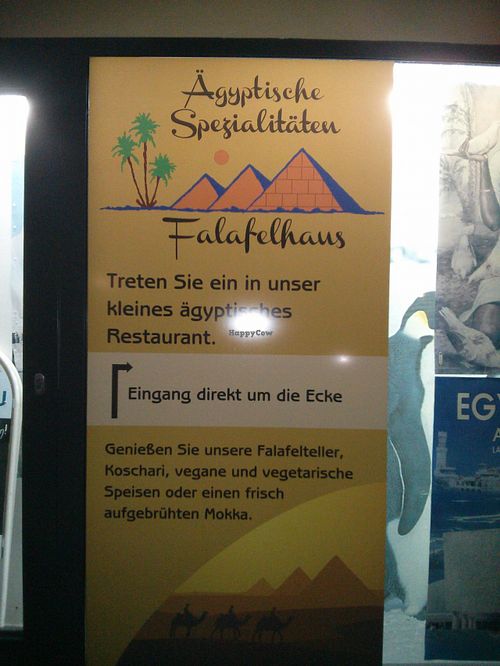 Ägyptische
Spezialitäten
Falafelhaus
Treten Sie ein in unser
kleines ägyptisches
Restaurant.
HappyCow
Eingang direkt um die Ecke
Genießen Sie unsere Falafelteller,
Koschari, vegane und vegetarische
Speisen oder einen frisch
aufgebrühten Mokka.
EG